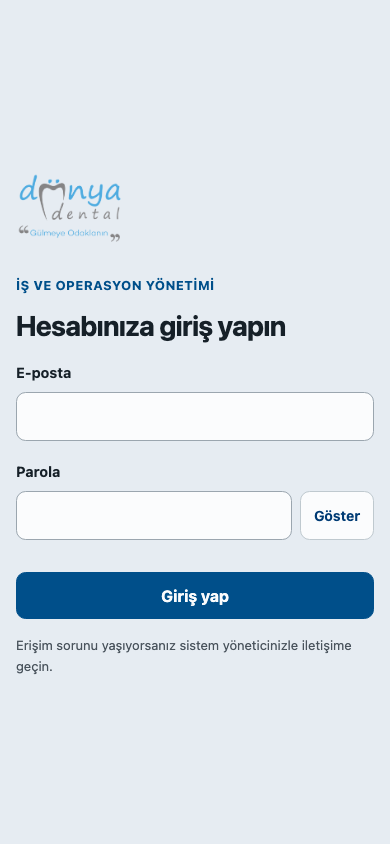 dünya
dental
“Gülmeye Odaklanın”
İŞ VE OPERASYON YÖNETİMİ
Hesabınıza giriş yapın
E-posta
Parola
Göster
Giriş yap
Erişim sorunu yaşıyorsanız sistem yöneticinizle iletişime
geçin.